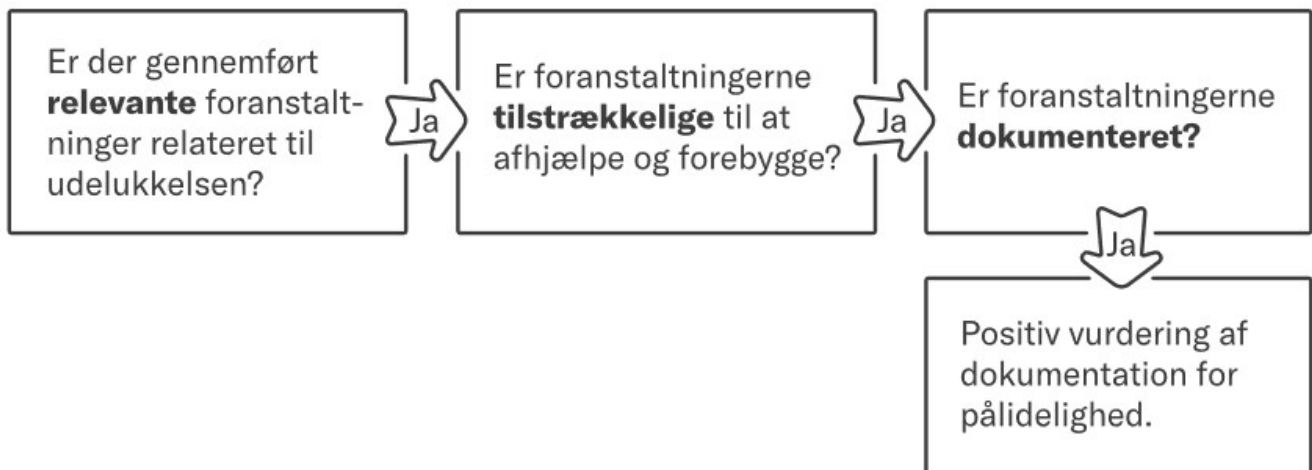 Er der gennemført
relevante foranstalt-
ninger relateret til
udelukkelsen?
Ja
Er foranstaltningerne
tilstrækkelige til at
afhjælpe og forebygge?
Ja
Er foranstaltningerne
dokumenteret?
Ja
Positiv vurdering af
dokumentation for
pålidelighed.